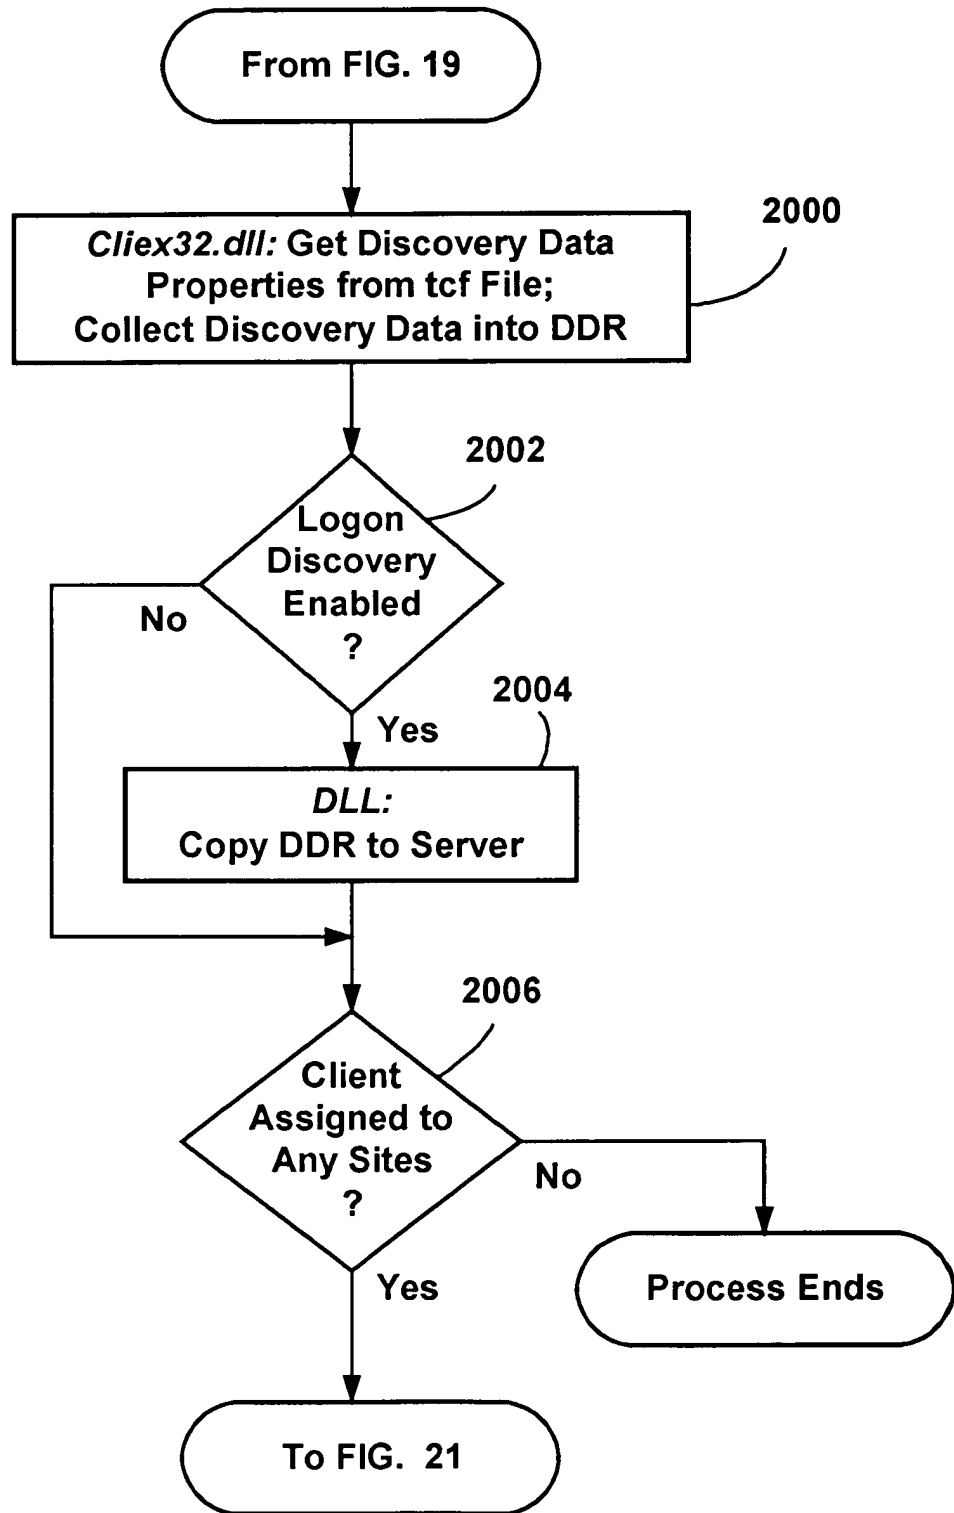 From FIG. 19
2000
Cliex32.dll: Get Discovery Data
Properties from tcf File;
Collect Discovery Data into DDR
2002
Logon
Discovery
Enabled
?
No
Yes
2004
DLL:
Copy DDR to Server
2006
Client
Assigned to
Any Sites
?
No
Yes
Process Ends
To FIG. 21